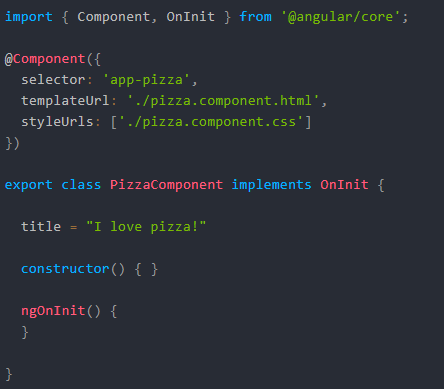 import { Component, OnInit } from '@angular/core';
@Component({
selector: 'app-pizza',
templateUrl: './pizza.component.html',
styleUrls: ['./pizza.component.css']
})
export class PizzaComponent implements OnInit {
title = "I love pizza!"
constructor() { }
ngOnInit() {
}
}